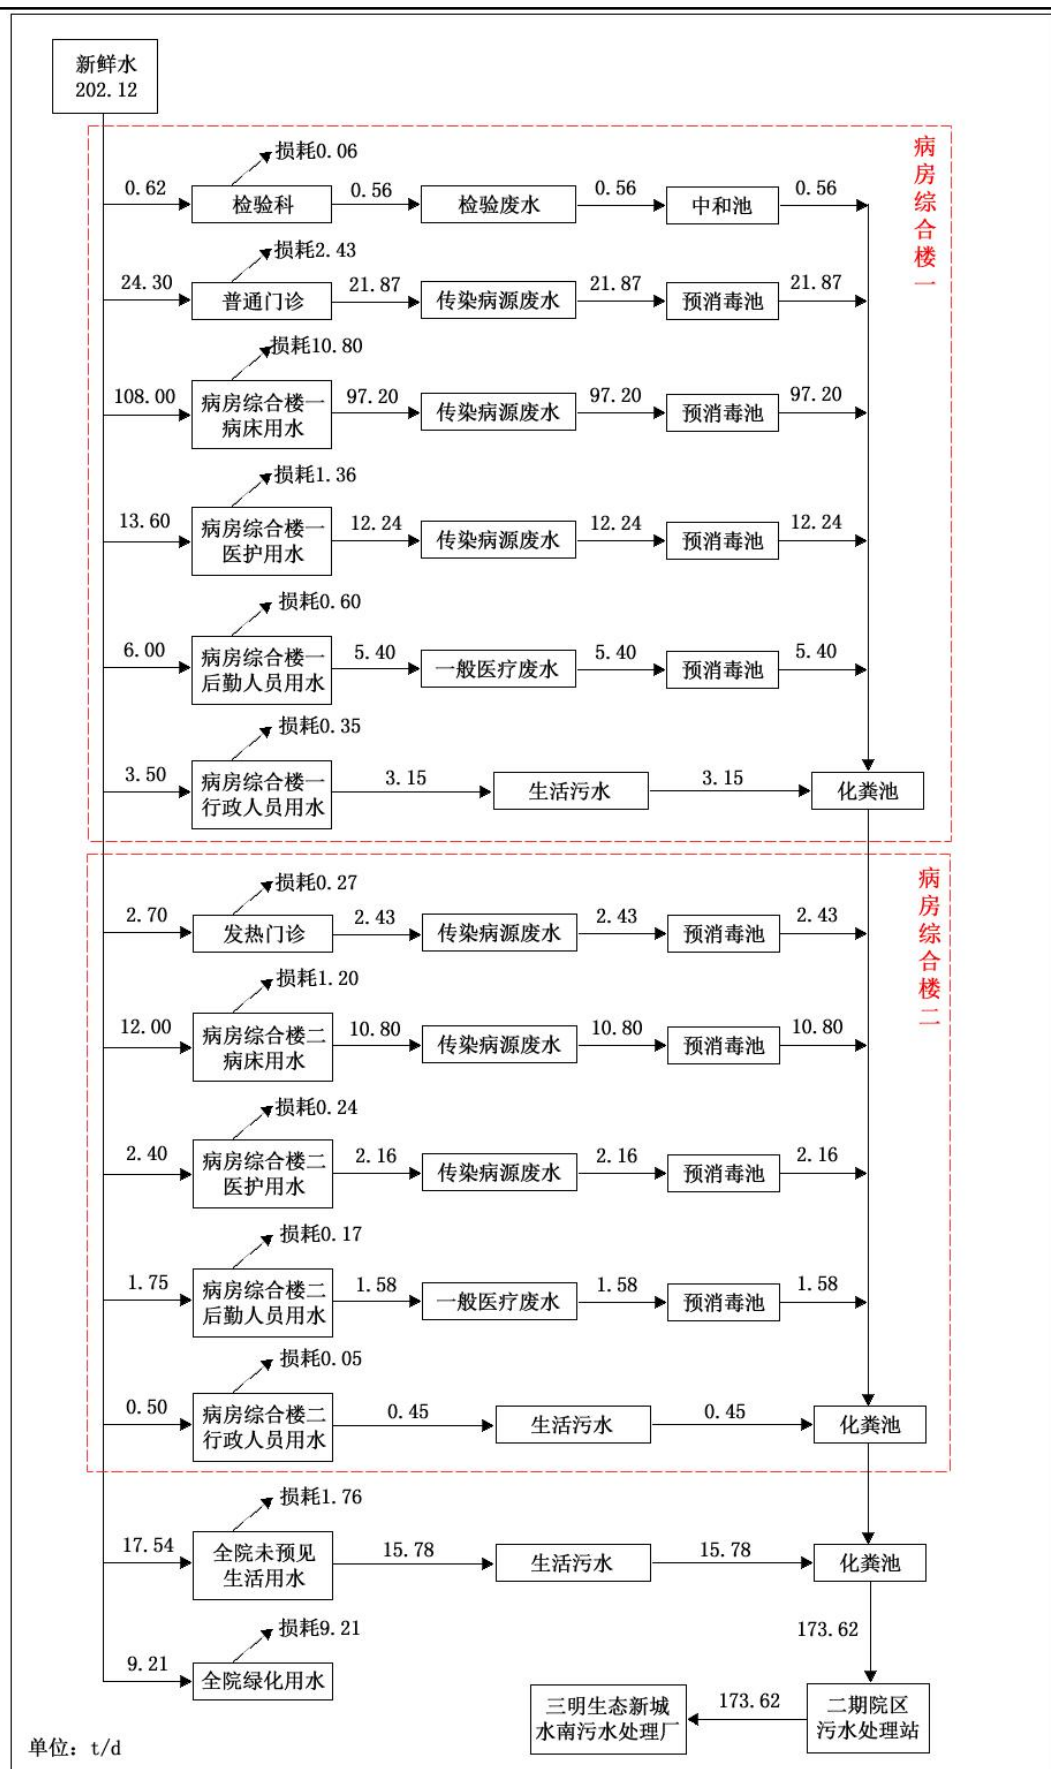 新鲜水
202.12
病房综合楼一
损耗0.06
0.62
检验科
0.56
检验废水
0.56
中和池
0.56
损耗2.43
24.30
普通门诊
21.87
传染病源废水
21.87
预消毒池
21.87
损耗10.80
108.00
病房综合楼一
病床用水
97.20
传染病源废水
97.20
预消毒池
97.20
损耗1.36
13.60
病房综合楼一
医护用水
12.24
传染病源废水
12.24
预消毒池
12.24
损耗0.60
6.00
病房综合楼一
后勤人员用水
5.40
一般医疗废水
5.40
预消毒池
5.40
损耗0.35
3.50
病房综合楼一
行政人员用水
3.15
生活污水
3.15
化粪池
病房综合楼二
损耗0.27
2.70
发热门诊
2.43
传染病源废水
2.43
预消毒池
2.43
损耗1.20
12.00
病房综合楼二
病床用水
10.80
传染病源废水
10.80
预消毒池
10.80
损耗0.24
2.40
病房综合楼二
医护用水
2.16
传染病源废水
2.16
预消毒池
2.16
损耗0.17
1.75
病房综合楼二
后勤人员用水
1.58
一般医疗废水
1.58
预消毒池
1.58
损耗0.05
0.50
病房综合楼二
行政人员用水
0.45
生活污水
0.45
化粪池
损耗1.76
17.54
全院未预见
生活用水
15.78
生活污水
15.78
化粪池
损耗9.21
9.21
全院绿化用水
173.62
二期院区
污水处理站
173.62
三明生态新城
水南污水处理厂
单位：t/d